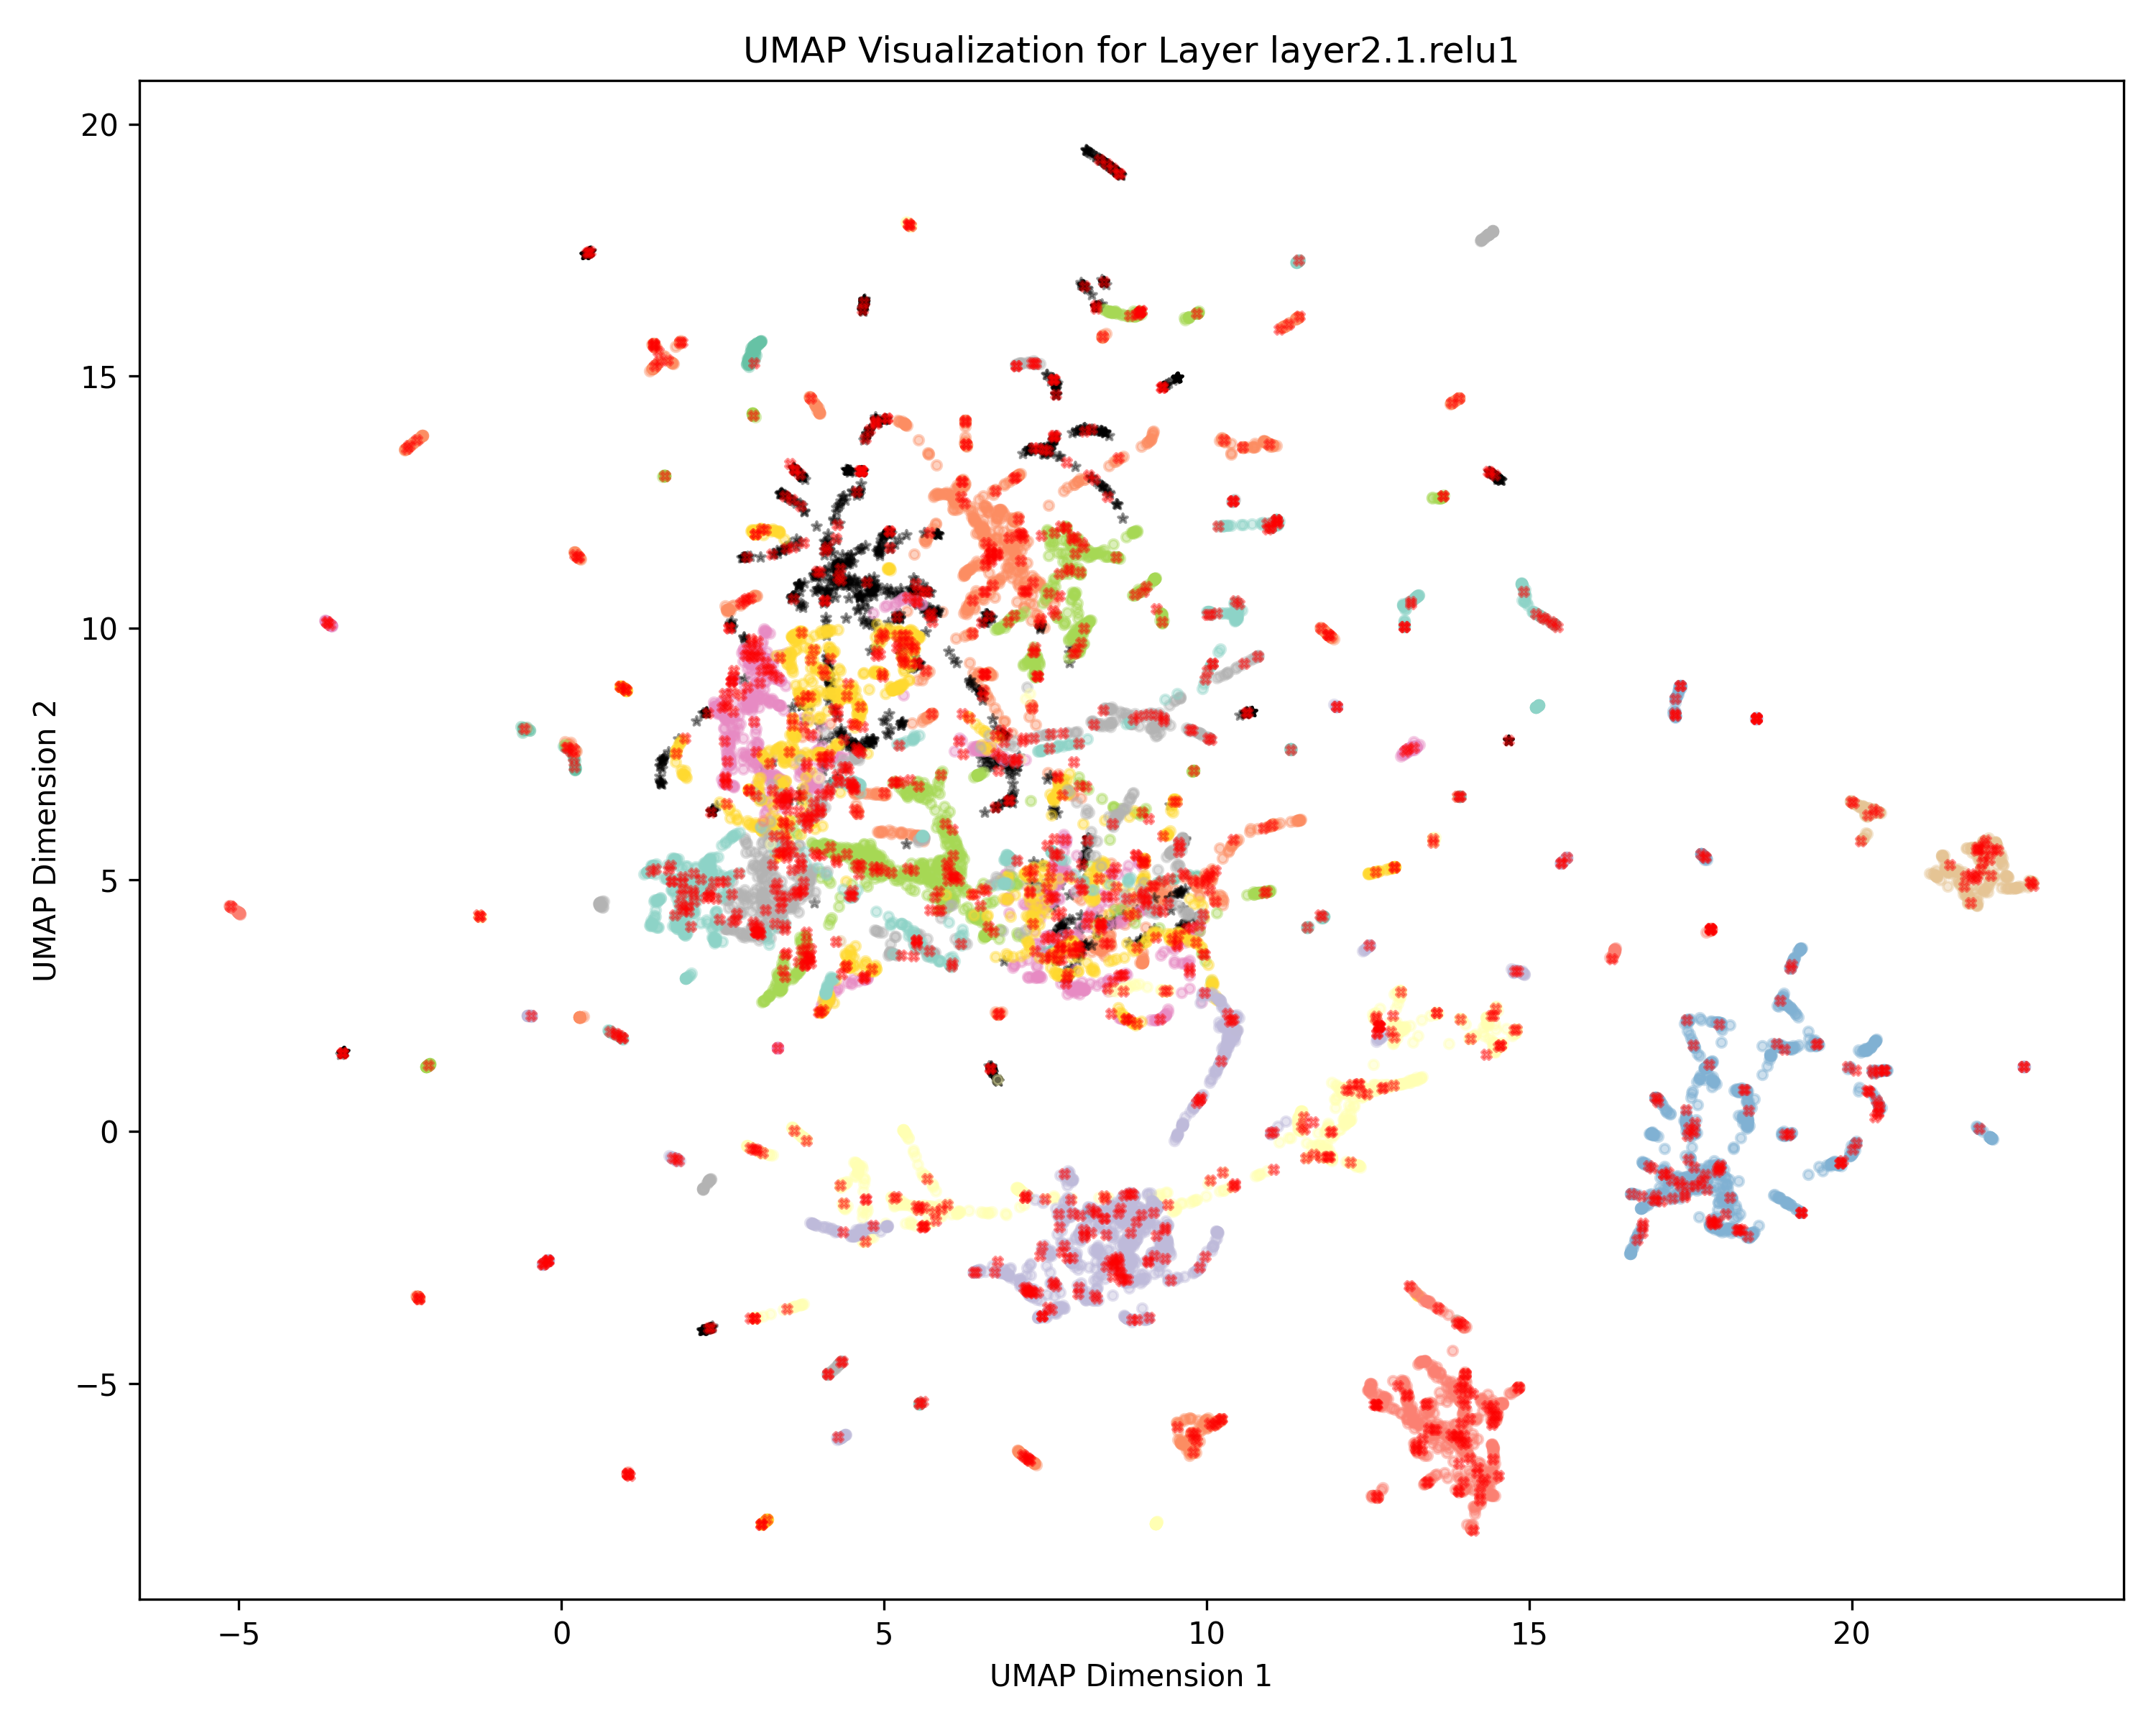 UMAP Visualization for Layer layer2.1.relu1
20
15
10
5
0
−5
UMAP Dimension 2
−5 0 5 10 15 20
UMAP Dimension 1